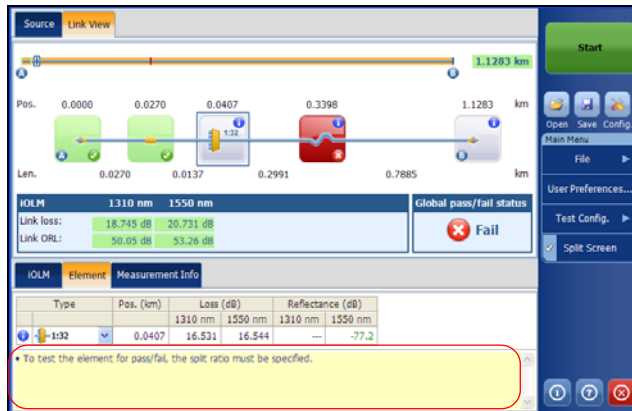 Source Link View
Start
1.1283 km
A B
Pos. 0.0000 0.0270 0.0407 0.3398 1.1283 km
1:32
A B
Len. 0.0270 0.0137 0.2991 0.7885 km
Open Save Config.
Main Menu
File
User Preferences...
Test Config.
Split Screen
iOLM 1310 nm 1550 nm Global pass/fail status
Link loss: 18.745 dB 20.731 dB
Link ORL: 50.05 dB 53.26 dB
Fail
iOLM Element Measurement Info
Type Pos. (km) Loss (dB) Reflectance (dB)
1310 nm 1550 nm 1310 nm 1550 nm
1:32 0.0407 16.531 16.544 --- -77.2
• To test the element for pass/fail, the split ratio must be specified.